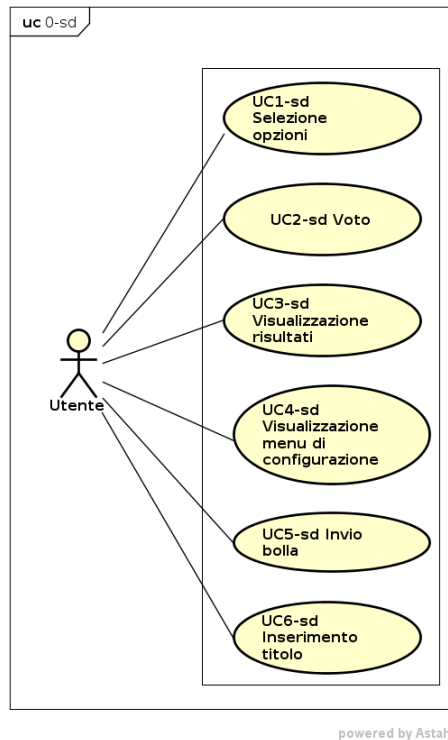 uc 0-sd
UC1-sd
Selezione
opzioni
UC2-sd Voto
UC3-sd
Visualizzazione
risultati
Utente
UC4-sd
Visualizzazione
menu di
configurazione
UC5-sd Invio
bolla
UC6-sd
Inserimento
titolo
powered by Astah